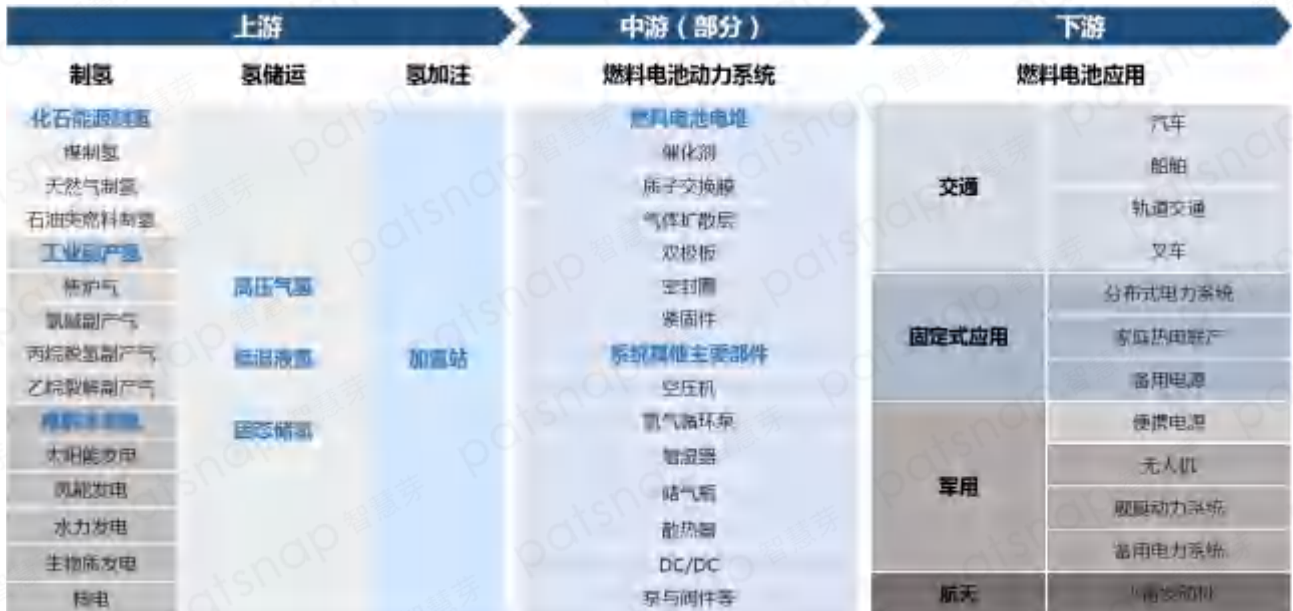 上游
中游（部分）
下游
制氢
氢储运
氢加注
燃料电池动力系统
燃料电池应用
化石能源制氢
煤制氢
天然气制氢
石油类燃料制氢
工业副产氢
焦炉气
氯碱副产气
丙烷脱氢副产气
乙烷裂解副产气
太阳能发电
风能发电
水力发电
生物质发电
核电
高压气氢
低温液氢
固态储氢
加氢站
燃料电池电堆
催化剂
质子交换膜
气体扩散层
双极板
密封圈
紧固件
系统其他主要部件
空压机
氢气循环泵
增湿器
储气瓶
散热器
DC/DC
泵与阀件等
交通
汽车
船舶
轨道交通
叉车
固定式应用
分布式电力系统
家庭热电联产
备用电源
军用
便携电源
无人机
舰艇动力系统
备用电力系统
航天
patsnap 智慧芽